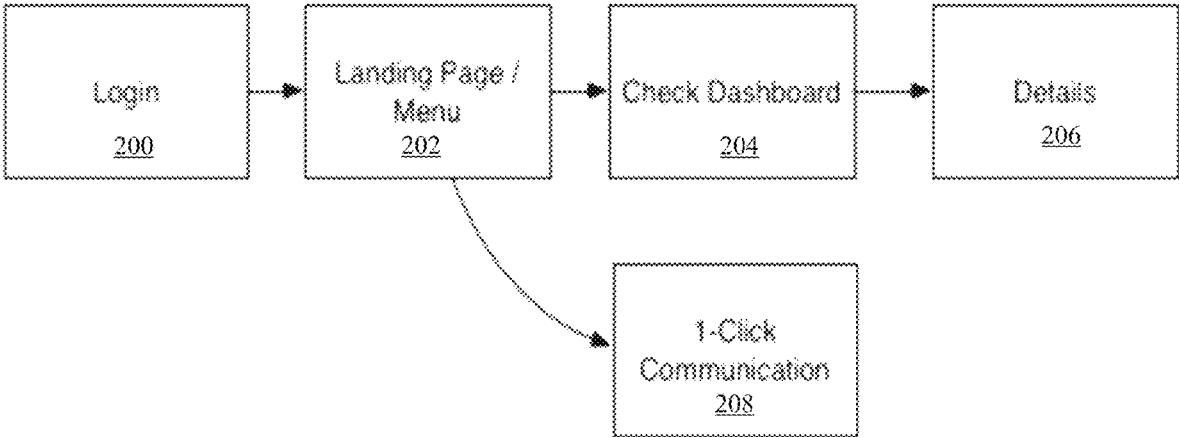 Login
200
Landing Page /
Menu
202
Check Dashboard
204
Details
206
1-Click
Communication
208